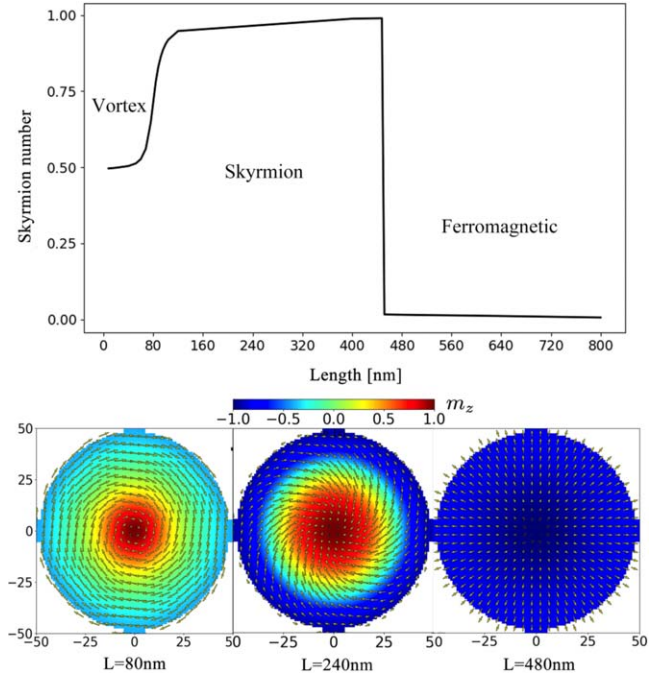 1.00
0.75
0.50
0.25
0.00
Skyrmion number
Vortex
Skyrmion
Ferromagnetic
0 80 160 240 320 400 480 560 640 720 800
Length [nm]
−1.0 −0.5 0.0 0.5 1.0 m_z
50
25
0
−25
−50
−25 0 25 50 −25 0 25 50 −25 0 25 50
L=80nm L=240nm L=480nm